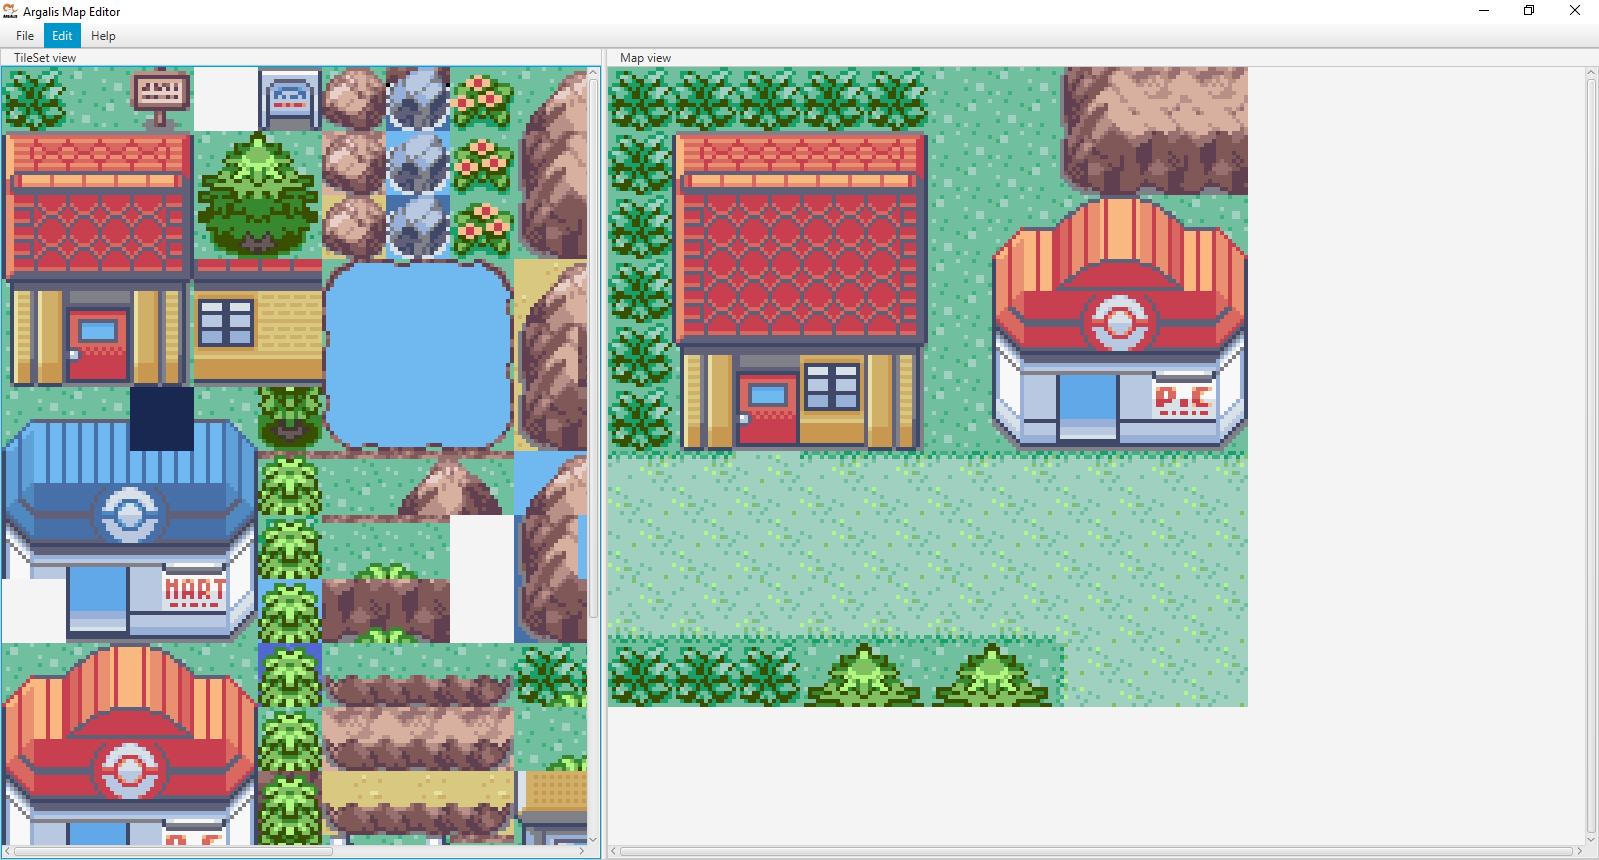 Argalis Map Editor
File Edit Help
TileSet view
Map view
MART
P.C